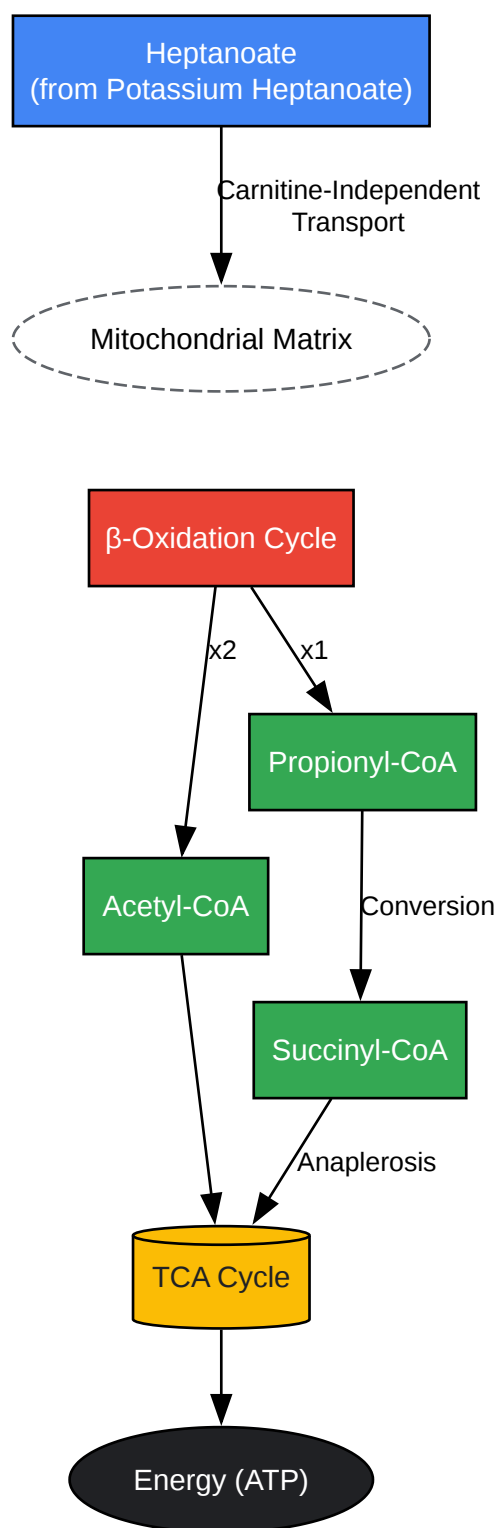 Heptanoate
(from Potassium Heptanoate)
Carnitine-Independent
Transport
Mitochondrial Matrix
β-Oxidation Cycle
x2
x1
Propionyl-CoA
Acetyl-CoA
Conversion
Succinyl-CoA
Anaplerosis
TCA Cycle
Energy (ATP)